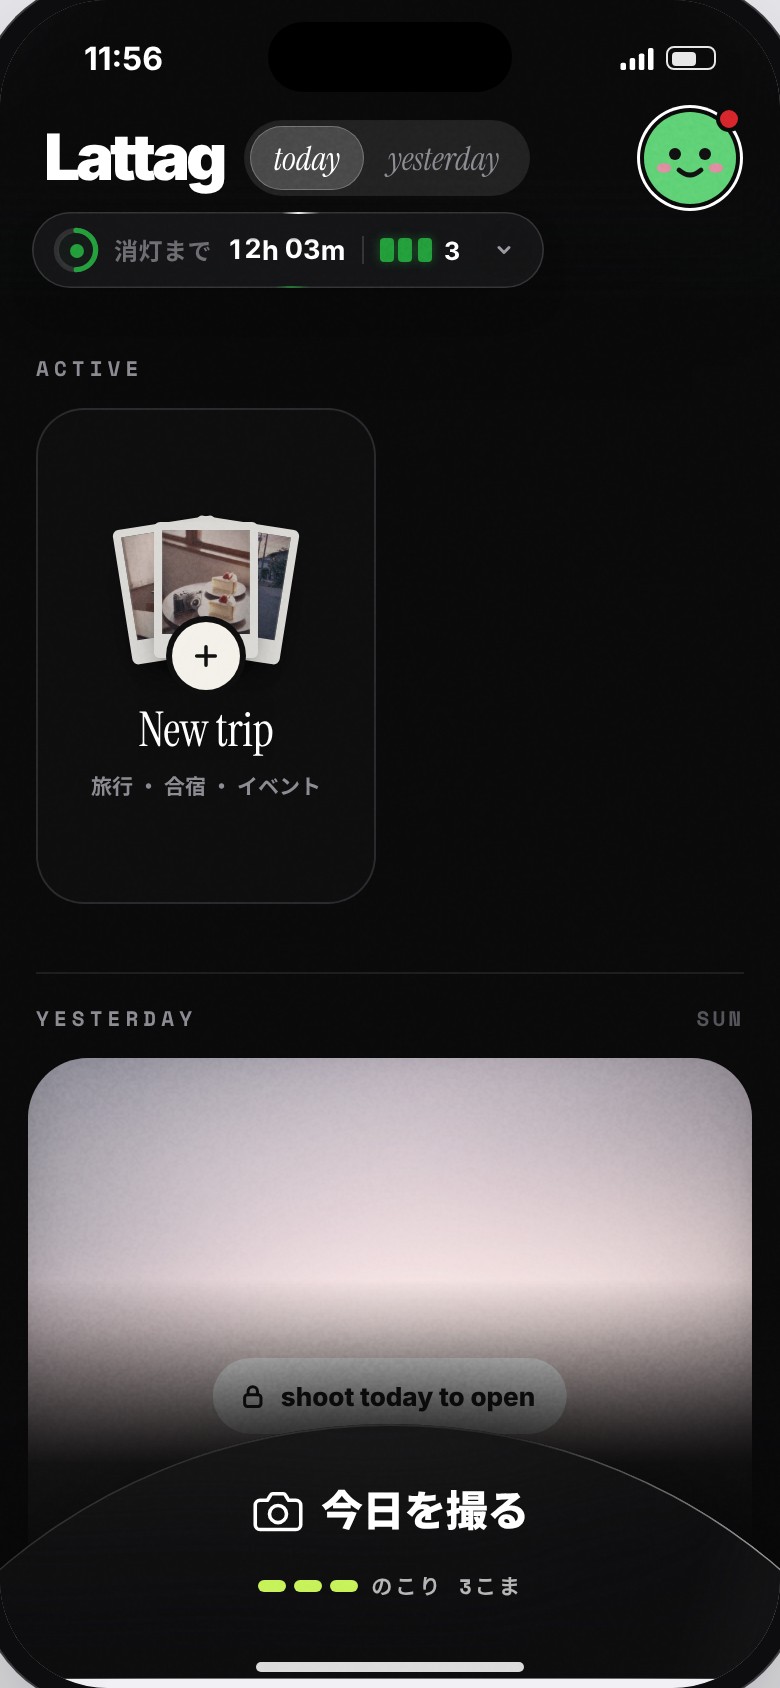 11:56
Lattag today yesterday
消灯まで 12h 03m 3
ACTIVE
New trip
旅行 ・ 合宿 ・ イベント
YESTERDAY SUN
shoot today to open
今日を撮る
のこり 3こま